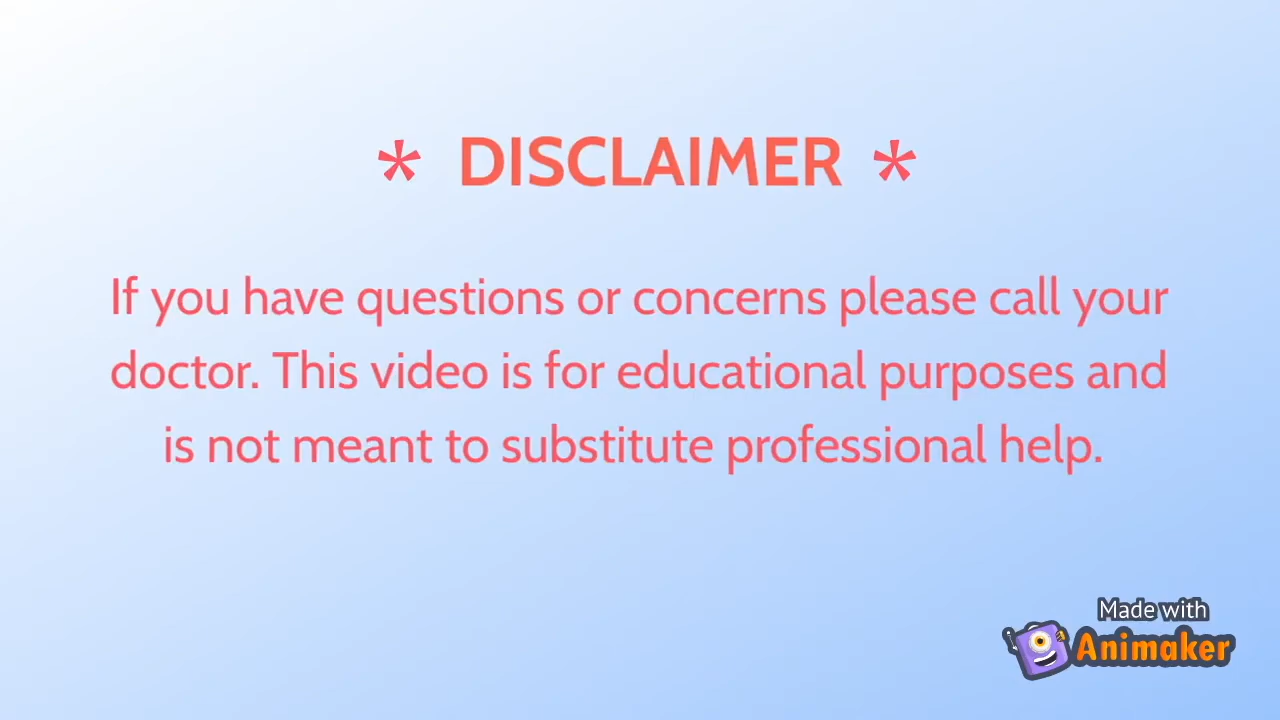 * DISCLAIMER *
If you have questions or concerns please call your
doctor. This video is for educational purposes and
is not meant to substitute professional help.
Made with
Animaker